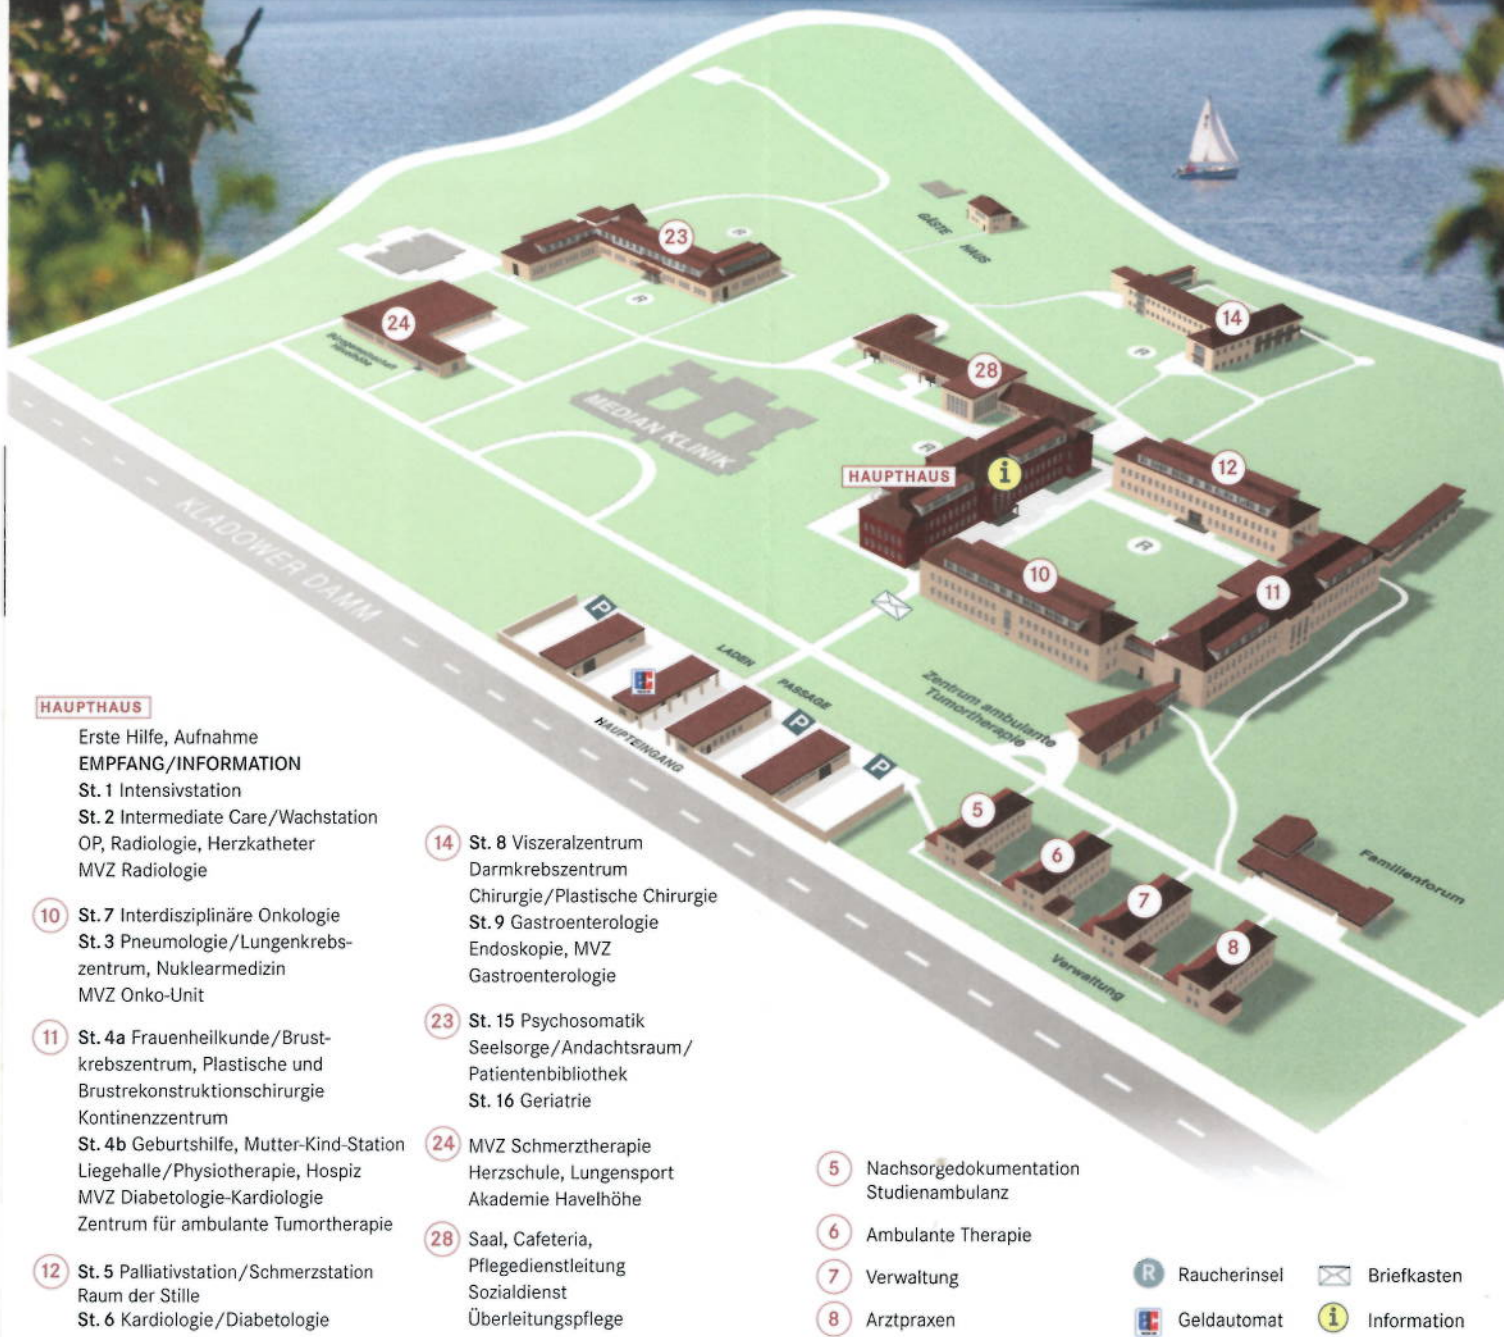 23
R
GÄSTE HAUS
R
24
Bürogemeinschaft
Havelhöhe
14
R
28
MEDIAN KLINIK
R
HAUPTHAUS
i
12
R
10
11
KLADOWER DAMM
P
LADEN PASSAGE
EC
HAUPTEINGANG
P
P
Zentrum ambulante
Tumortherapie
5
6
7
8
Familienforum
Verwaltung
HAUPTHAUS
Erste Hilfe, Aufnahme
EMPFANG/INFORMATION
St. 1 Intensivstation
St. 2 Intermediate Care/Wachstation
OP, Radiologie, Herzkatheter
MVZ Radiologie
10 St. 7 Interdisziplinäre Onkologie
St. 3 Pneumologie/Lungenkrebs-
zentrum, Nuklearmedizin
MVZ Onko-Unit
11 St. 4a Frauenheilkunde/Brust-
krebszentrum, Plastische und
Brustrekonstruktionschirurgie
Kontinenzzentrum
St. 4b Geburtshilfe, Mutter-Kind-Station
Liegehalle/Physiotherapie, Hospiz
MVZ Diabetologie-Kardiologie
Zentrum für ambulante Tumortherapie
12 St. 5 Palliativstation/Schmerzstation
Raum der Stille
St. 6 Kardiologie/Diabetologie
14 St. 8 Viszeralzentrum
Darmkrebszentrum
Chirurgie/Plastische Chirurgie
St. 9 Gastroenterologie
Endoskopie, MVZ
Gastroenterologie
23 St. 15 Psychosomatik
Seelsorge/Andachtsraum/
Patientenbibliothek
St. 16 Geriatrie
24 MVZ Schmerztherapie
Herzschule, Lungensport
Akademie Havelhöhe
28 Saal, Cafeteria,
Pflegedienstleitung
Sozialdienst
Überleitungspflege
5 Nachsorgedokumentation
Studienambulanz
6 Ambulante Therapie
7 Verwaltung
8 Arztpraxen
R Raucherinsel
EC Geldautomat
Briefkasten
i Information